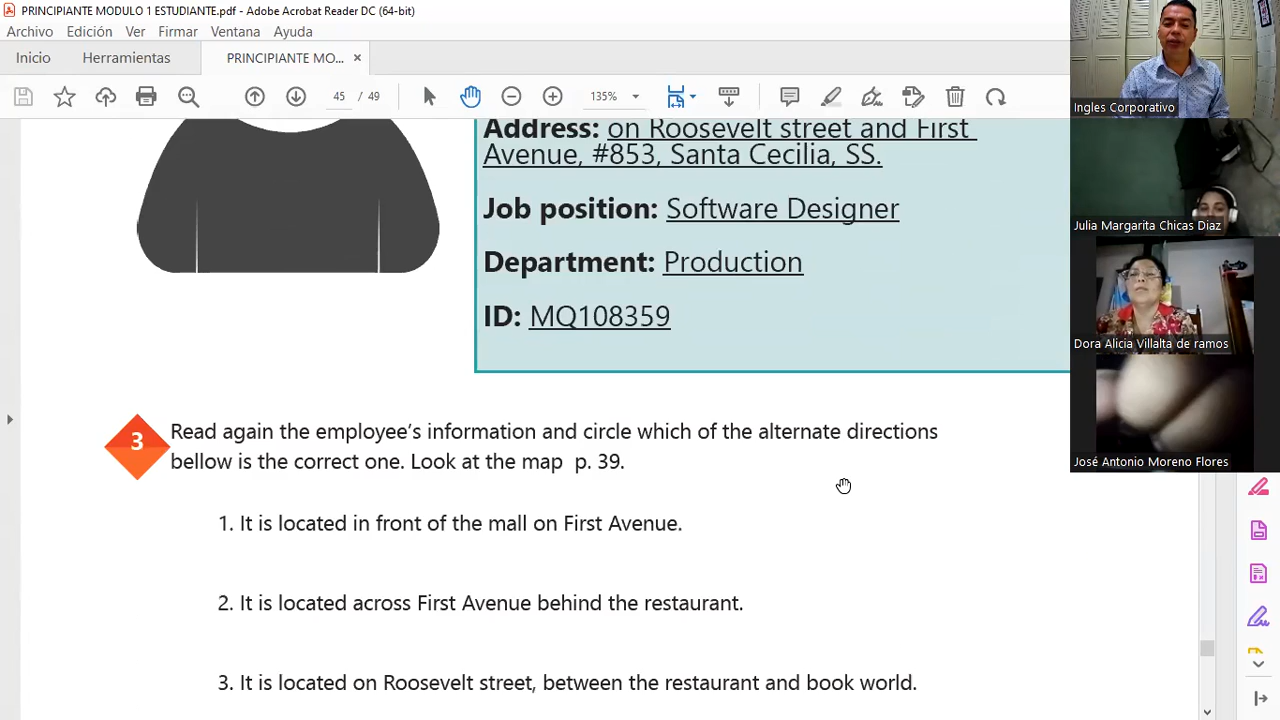 PRINCIPIANTE MODULO 1 ESTUDIANTE.pdf - Adobe Acrobat Reader DC (64-bit)
Archivo Edición Ver Firmar Ventana Ayuda
Inicio Herramientas PRINCIPIANTE MO... ×
45 / 49 135%
Address: on Roosevelt street and First
Avenue, #853, Santa Cecilia, SS.
Job position: Software Designer
Department: Production
ID: MQ108359
3
Read again the employee's information and circle which of the alternate directions
bellow is the correct one. Look at the map p. 39.
1. It is located in front of the mall on First Avenue.
2. It is located across First Avenue behind the restaurant.
3. It is located on Roosevelt street, between the restaurant and book world.
Ingles Corporativo
Julia Margarita Chicas Diaz
Dora Alicia Villalta de ramos
José Antonio Moreno Flores